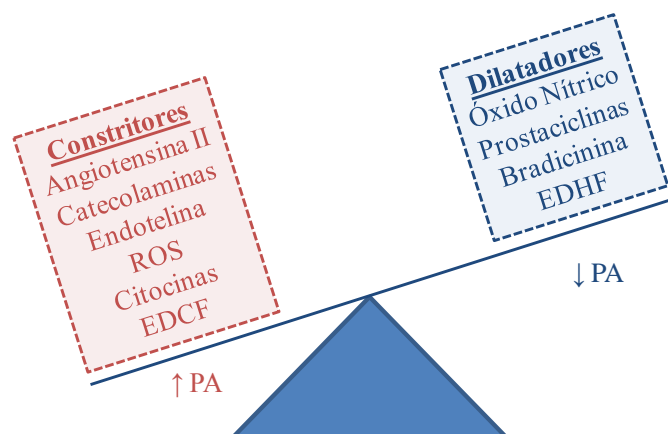 Constritores
Angiotensina II
Catecolaminas
Endotelina
ROS
Citocinas
EDCF
↑ PA
Dilatadores
Óxido Nítrico
Prostaciclinas
Bradicinina
EDHF
↓ PA